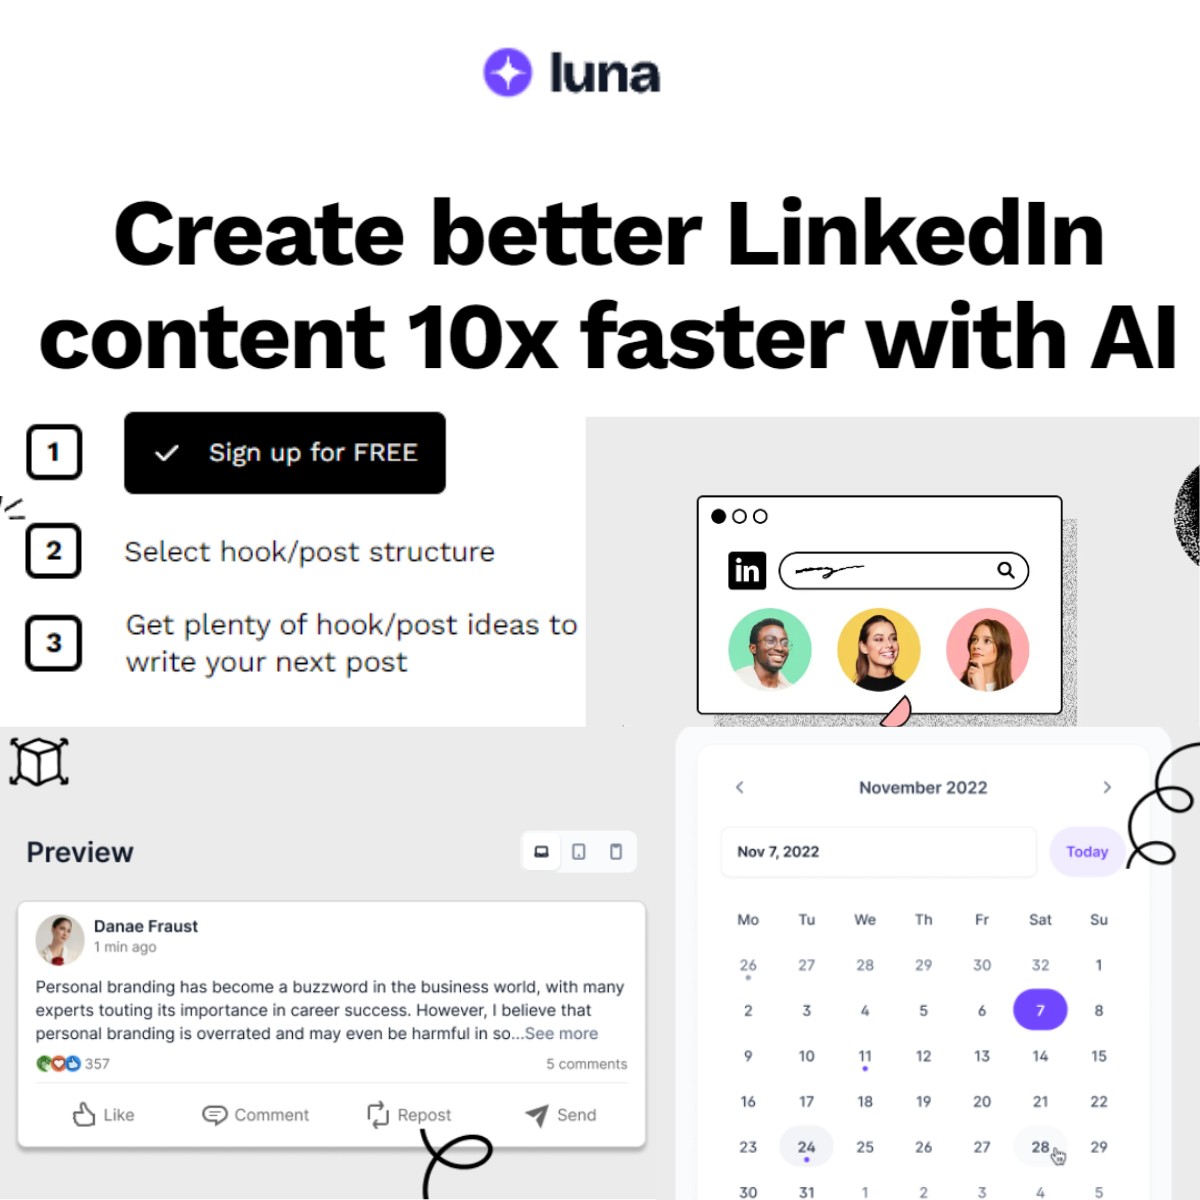 luna
Create better LinkedIn
content 10x faster with AI
1
Sign up for FREE
2
Select hook/post structure
3
Get plenty of hook/post ideas to
write your next post
in
Preview
Danae Fraust
1 min ago
Personal branding has become a buzzword in the business world, with many
experts touting its importance in career success. However, I believe that
personal branding is overrated and may even be harmful in so...See more
357 5 comments
Like Comment Repost Send
November 2022
Nov 7, 2022 Today
Mo Tu We Th Fr Sat Su
26 27 28 29 30 32 1
2 3 4 5 6 7 8
9 10 11 12 13 14 15
16 17 18 19 20 21 22
23 24 25 26 27 28 29
30 31 1 2 3 4 5